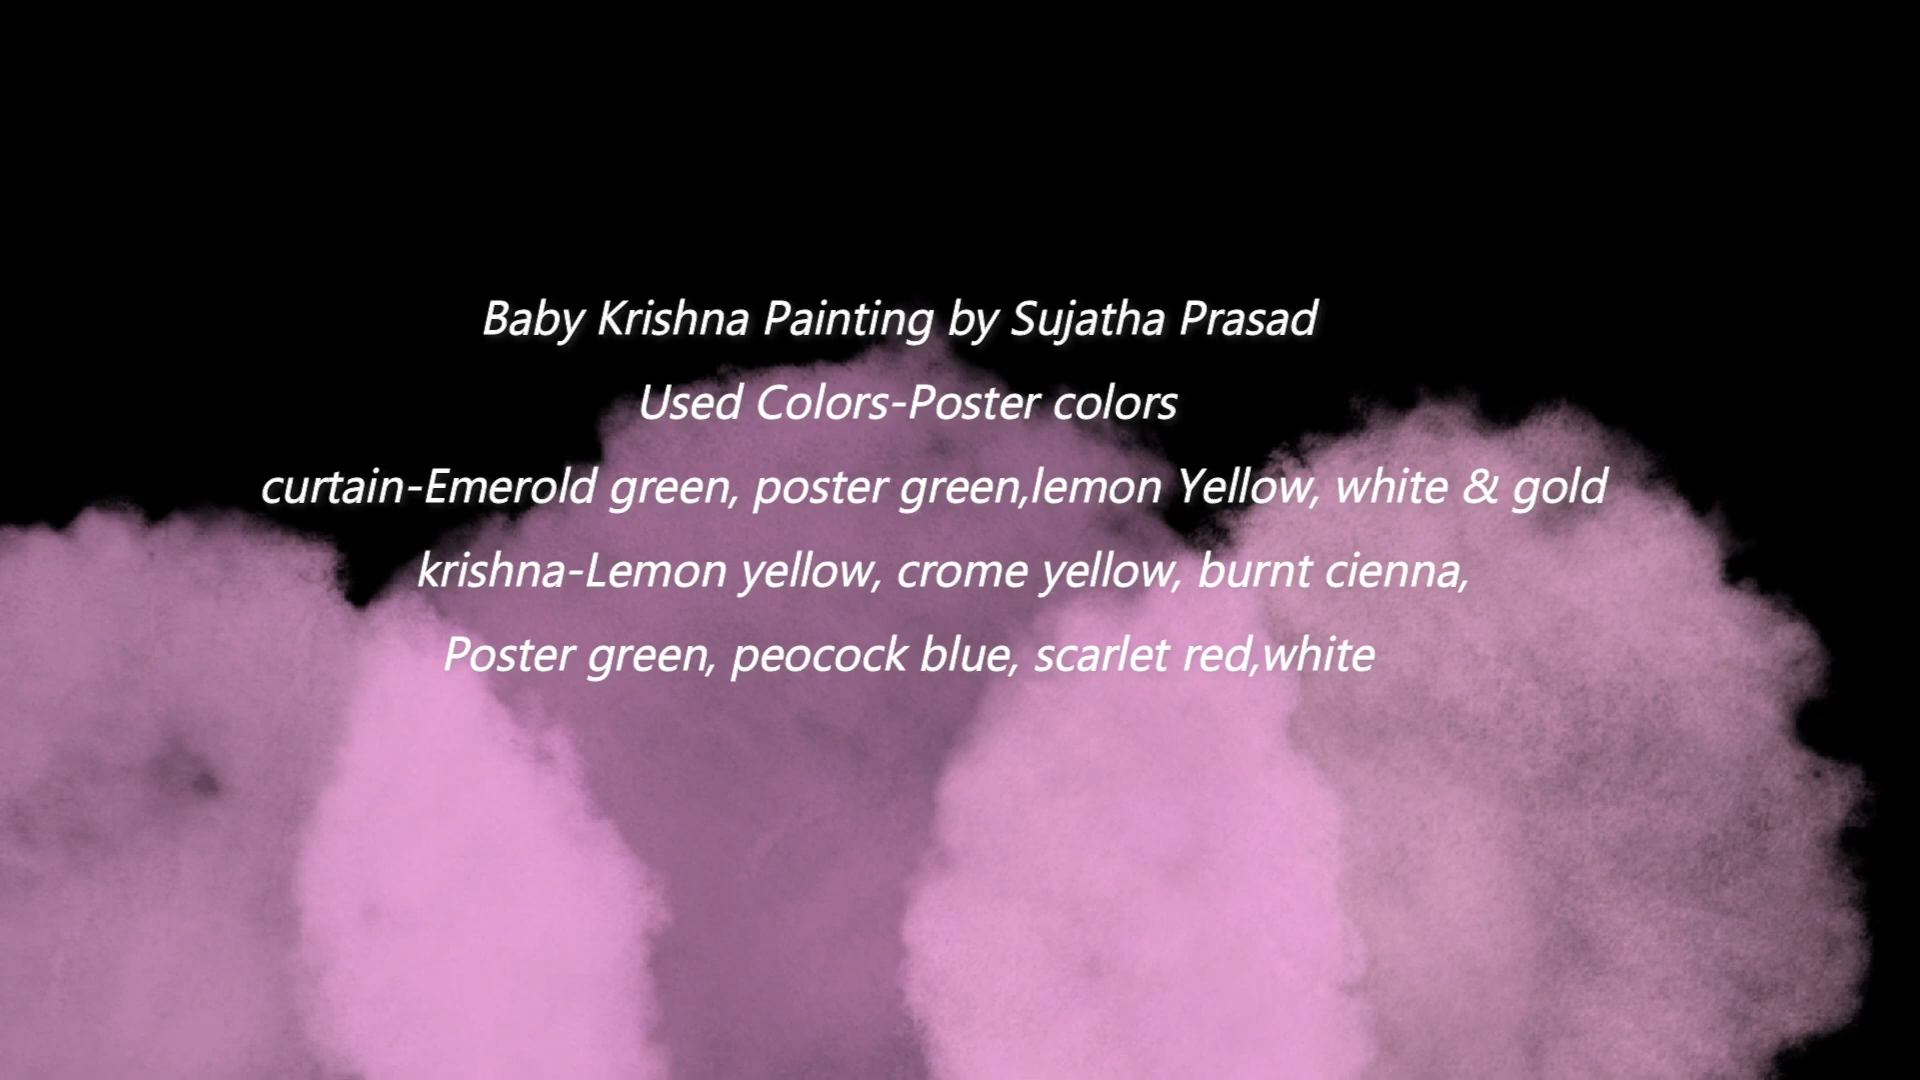 Baby Krishna Painting by Sujatha Prasad
Used Colors-Poster colors
curtain-Emerold green, poster green,lemon Yellow, white & gold
krishna-Lemon yellow, crome yellow, burnt cienna,
Poster green, peocock blue, scarlet red,white